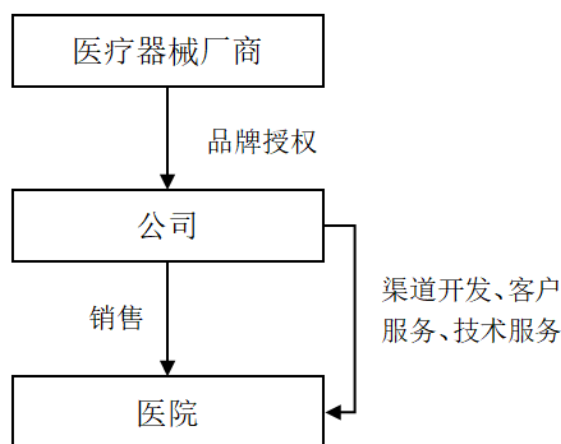 医疗器械厂商
品牌授权
公司
销售
渠道开发、客户
服务、技术服务
医院